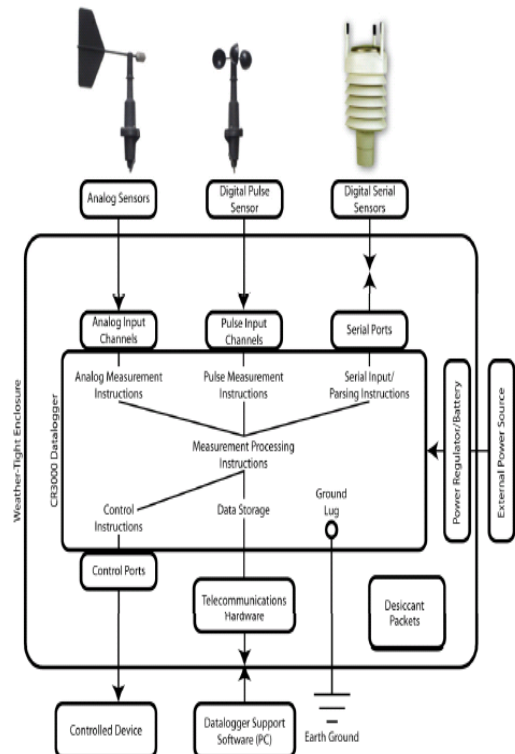 Analog Sensors
Digital Pulse
Sensor
Digital Serial
Sensors
Analog Input
Channels
Pulse Input
Channels
Serial Ports
Analog Measurement
Instructions
Pulse Measurement
Instructions
Serial Input/
Parsing Instructions
Measurement Processing
Instructions
Control
Instructions
Data Storage
Ground
Lug
Weather-Tight Enclosure
CR3000 Datalogger
Power Regulator/Battery
External Power Source
Control Ports
Telecommunications
Hardware
Desiccant
Packets
Controlled Device
Datalogger Support
Software (PC)
Earth Ground